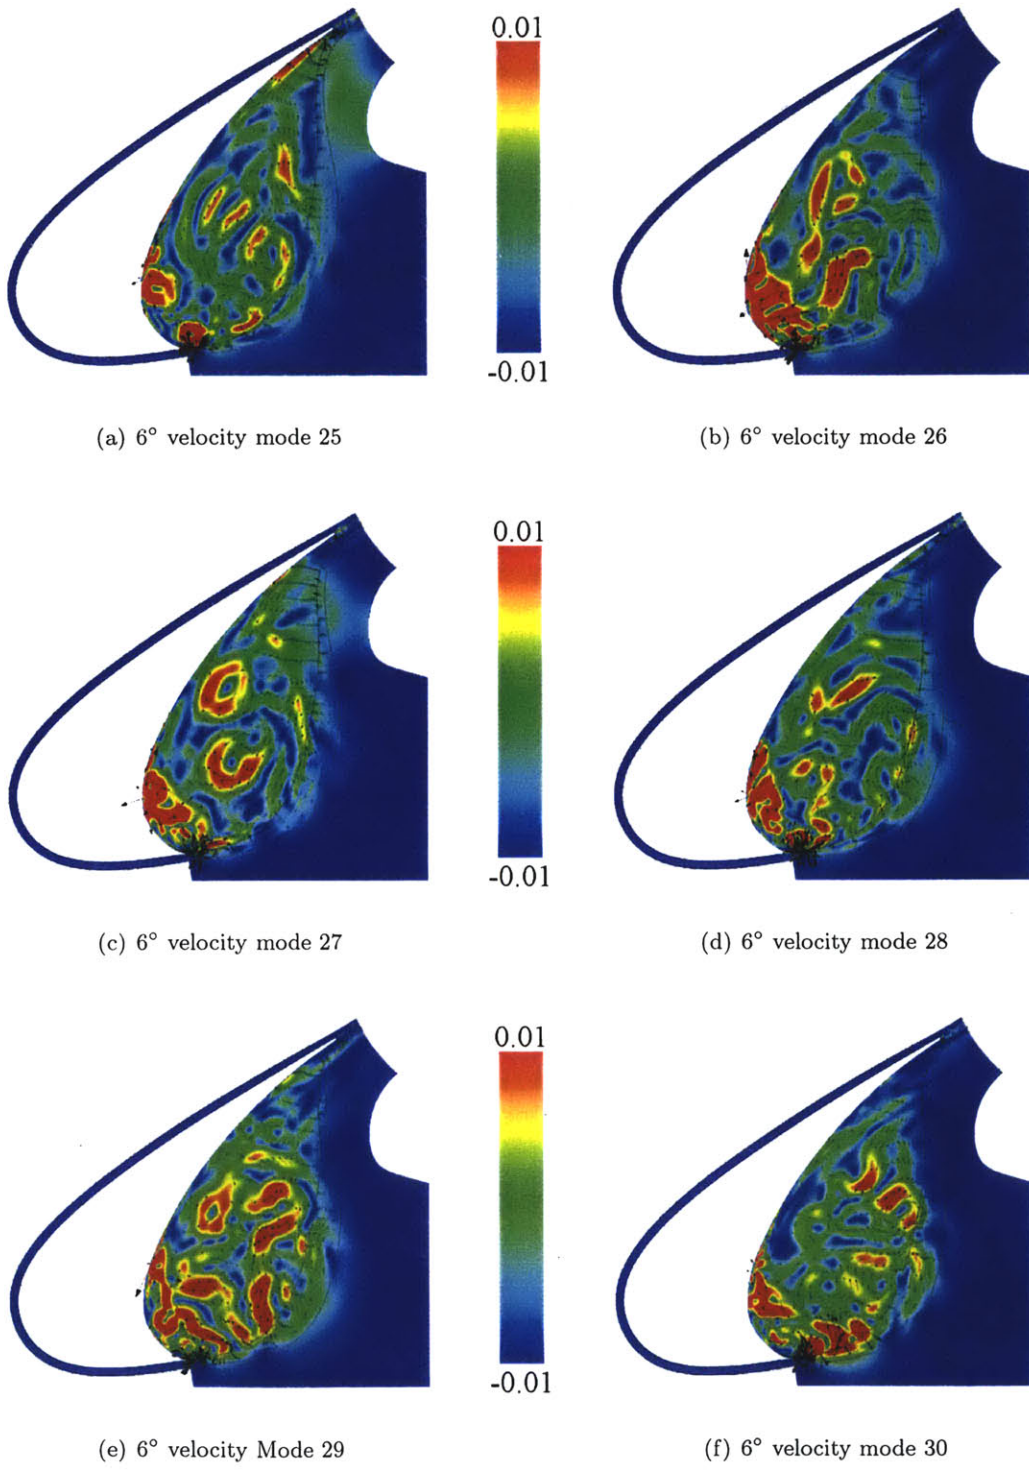 0.01
-0.01
(a) 6° velocity mode 25
(b) 6° velocity mode 26
0.01
-0.01
(c) 6° velocity mode 27
(d) 6° velocity mode 28
0.01
-0.01
(e) 6° velocity Mode 29
(f) 6° velocity mode 30